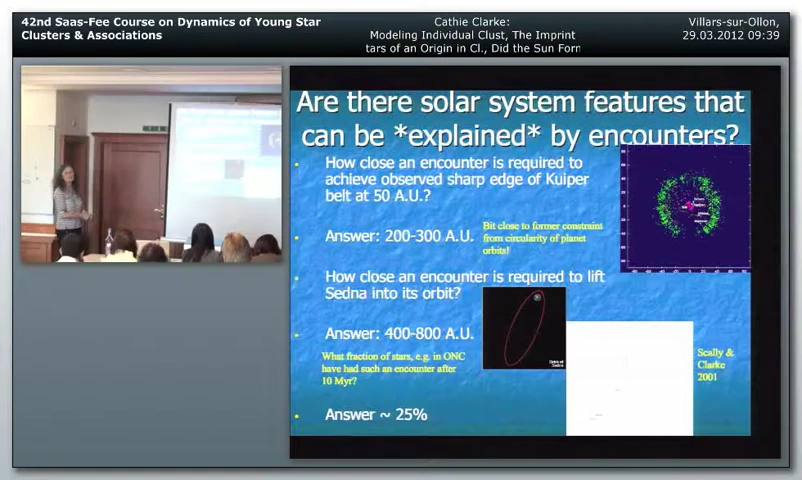 42nd Saas-Fee Course on Dynamics of Young Star
Clusters & Associations
Cathie Clarke:
Modeling Individual Clust, The Imprint
tars of an Origin in Cl., Did the Sun Forn
Villars-sur-Ollon,
29.03.2012 09:39
Are there solar system features that
can be *explained* by encounters?
How close an encounter is required to
achieve observed sharp edge of Kuiper
belt at 50 A.U.?
Answer: 200-300 A.U.
Bit close to former constraint
from circularity of planet
orbits!
How close an encounter is required to lift
Sedna into its orbit?
Answer: 400-800 A.U.
Orbit of
Sedna
What fraction of stars, e.g. in ONC
have had such an encounter after
10 Myr?
Scally &
Clarke
2001
Answer ~ 25%